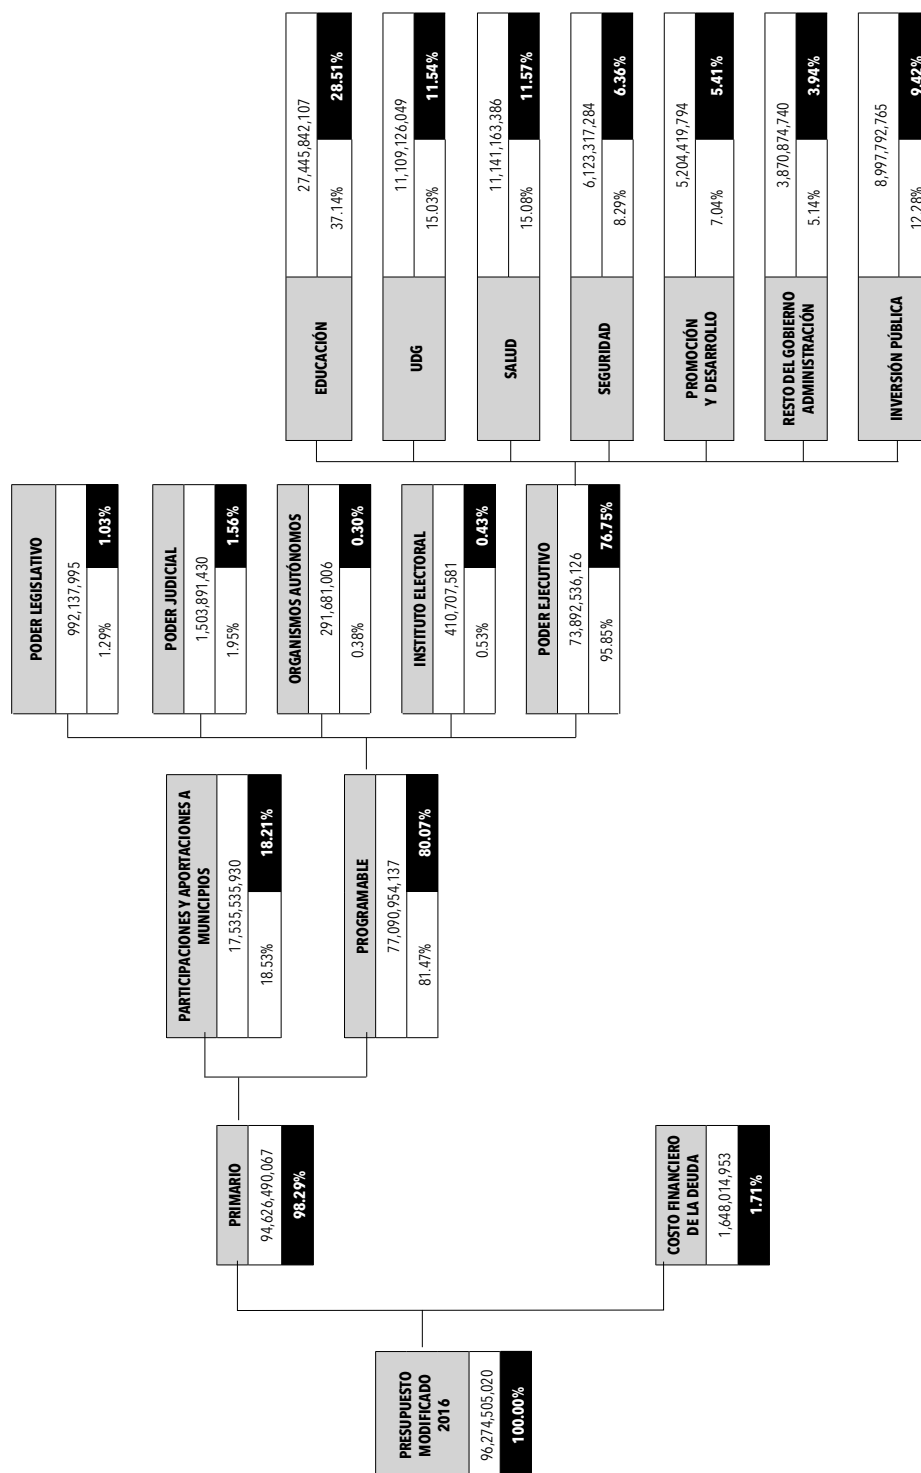 PRESUPUESTO
MODIFICADO
2016
96,274,505,020
100.00%
PRIMARIO
94,626,490,067
98.29%
COSTO FINANCIERO
DE LA DEUDA
1,648,014,953
1.71%
PARTICIPACIONES Y APORTACIONES A
MUNICIPIOS
17,535,535,930
18.53% 18.21%
PROGRAMABLE
77,090,954,137
81.47% 80.07%
PODER LEGISLATIVO
992,137,995
1.29% 1.03%
PODER JUDICIAL
1,503,891,430
1.95% 1.56%
ORGANISMOS AUTÓNOMOS
291,681,006
0.38% 0.30%
INSTITUTO ELECTORAL
410,707,581
0.53% 0.43%
PODER EJECUTIVO
73,892,536,126
95.85% 76.75%
EDUCACIÓN
27,445,842,107
37.14% 28.51%
UDG
11,109,126,049
15.03% 11.54%
SALUD
11,141,163,386
15.08% 11.57%
SEGURIDAD
6,123,317,284
8.29% 6.36%
PROMOCIÓN
Y DESARROLLO
5,204,419,794
7.04% 5.41%
RESTO DEL GOBIERNO
ADMINISTRACIÓN
3,870,874,740
5.14% 3.94%
INVERSIÓN PÚBLICA
8,997,792,765
12.28% 9.42%